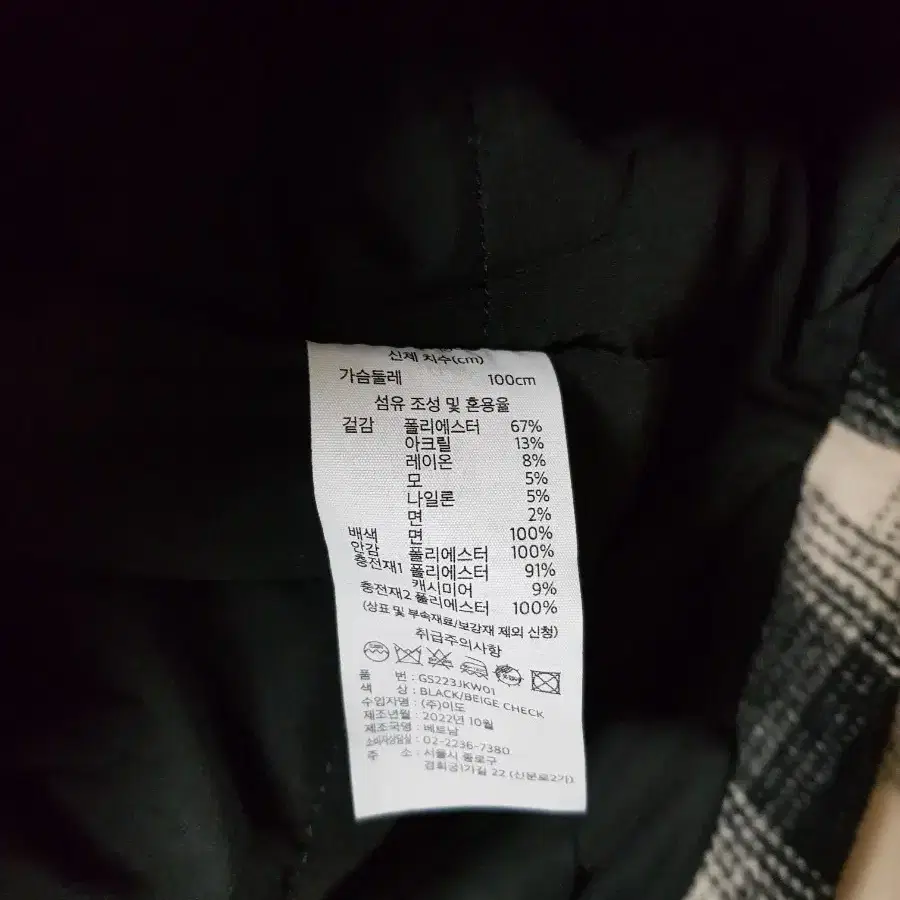 신체 치수(cm)
가슴둘레 100cm
섬유 조성 및 혼용율
겉감 폴리에스터 67%
아크릴 13%
레이온 8%
모 5%
나일론 5%
면 2%
배색 면 100%
안감 폴리에스터 100%
충전재1 폴리에스터 91%
캐시미어 9%
충전재2 폴리에스터 100%
(상표 및 부속재료/보강재 제외 신청)
취급주의사항
품 번 : GS223JKW01
색 상 : BLACK/BEIGE CHECK
수입자명 : (주)이도
제조년월 : 2022년 10월
제조국명 : 베트남
소비자상담실 : 02-2236-7380
주 소 : 서울시 종로구
경희궁1가길 22 (신문로2가)